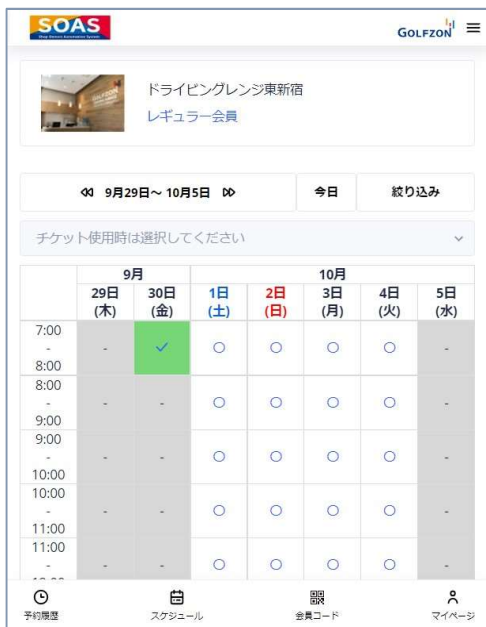 SOAS
GOLFZON
ドライビングレンジ東新宿
レギュラー会員
9月29日～10月5日
今日
絞り込み
チケット使用時は選択してください
9月 10月
29日 30日 1日 2日 3日 4日 5日
(木) (金) (土) (日) (月) (火) (水)
7:00
-
8:00
- ✓ ○ ○ ○ ○ -
8:00
-
9:00
- - ○ ○ ○ ○ -
9:00
-
10:00
- - ○ ○ ○ ○ -
10:00
-
11:00
- - ○ ○ ○ ○ -
11:00
-
- - ○ ○ ○ ○ -
予約履歴 スケジュール 会員コード マイページ